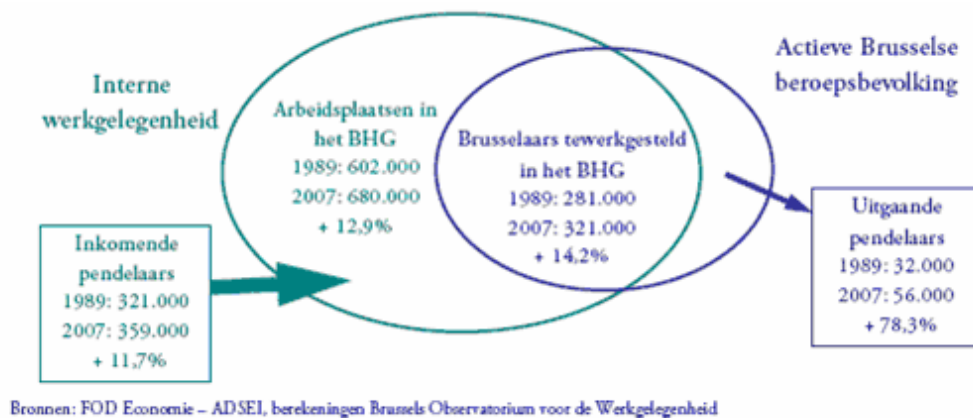 Interne
werkgelegenheid
Arbeidsplaatsen in
het BHG
1989: 602.000
2007: 680.000
+ 12,9%
Brusselaars tewerkgesteld
in het BHG
1989: 281.000
2007: 321.000
+ 14,2%
Actieve Brusselse
beroepsbevolking
Inkomende
pendelaars
1989: 321.000
2007: 359.000
+ 11,7%
Uitgaande
pendelaars
1989: 32.000
2007: 56.000
+ 78,3%
Bronnen: FOD Economie – ADSEI, berekeningen Brussels Observatorium voor de Werkgelegenheid